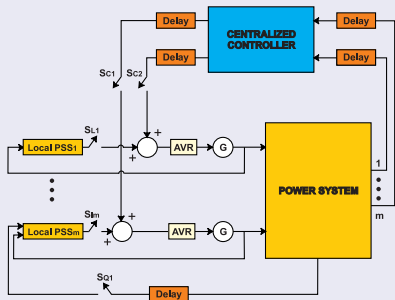 Delay
CENTRALIZED
CONTROLLER
Delay
Delay
Delay
SC1
SC2
SL1
Local PSS1
+
+
AVR
G
1
POWER SYSTEM
m
Slm
Local PSSm
+
+
AVR
G
SQ1
Delay